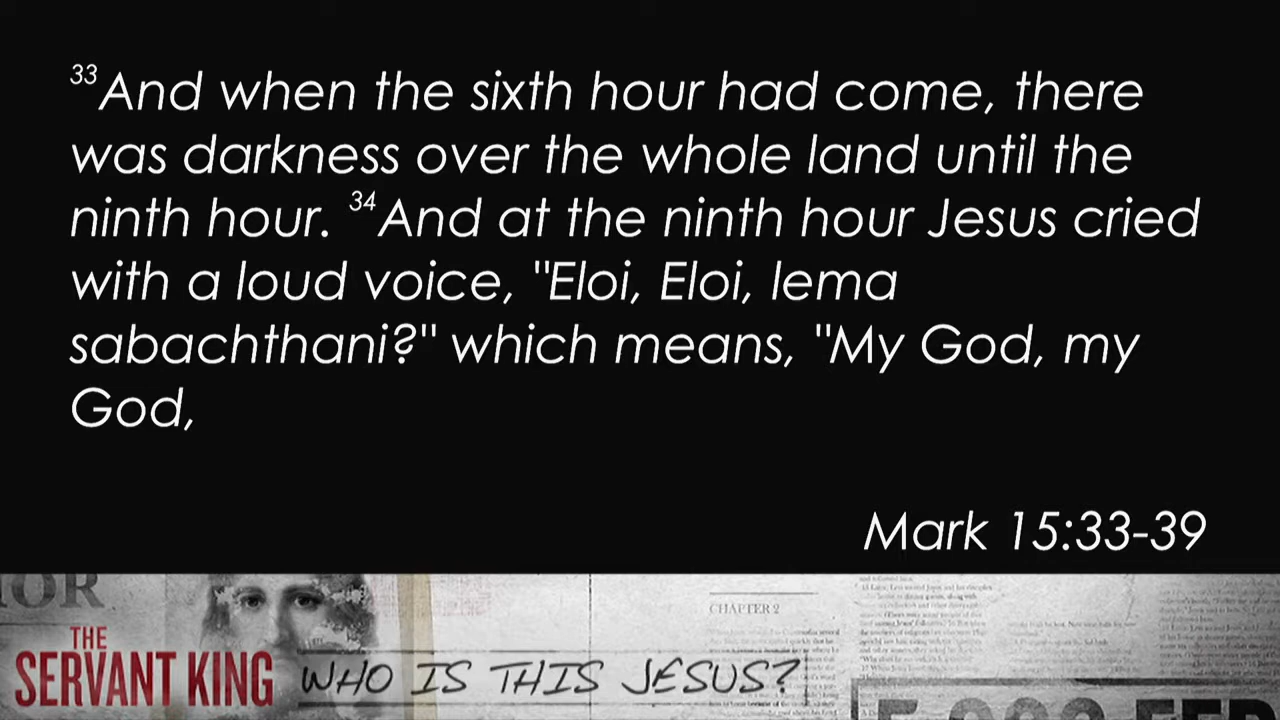 33And when the sixth hour had come, there
was darkness over the whole land until the
ninth hour. 34And at the ninth hour Jesus cried
with a loud voice, "Eloi, Eloi, lema
sabachthani?" which means, "My God, my
God,
Mark 15:33-39
CHAPTER 2
THE
SERVANT KING
WHO IS THIS JESUS?